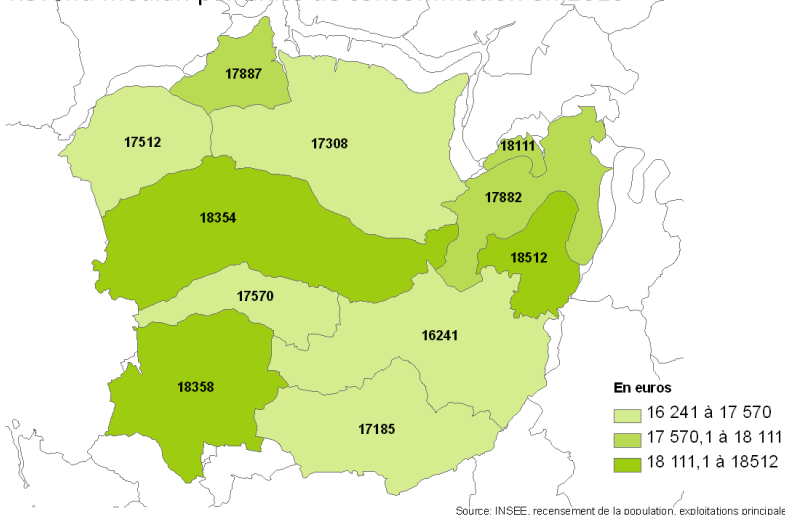 17887
17512
17308
18111
17882
18354
18512
17570
16241
18358
17185
En euros
16 241 à 17 570
17 570,1 à 18 111
18 111,1 à 18512
Source: INSEE, recensement de la population, exploitations principale